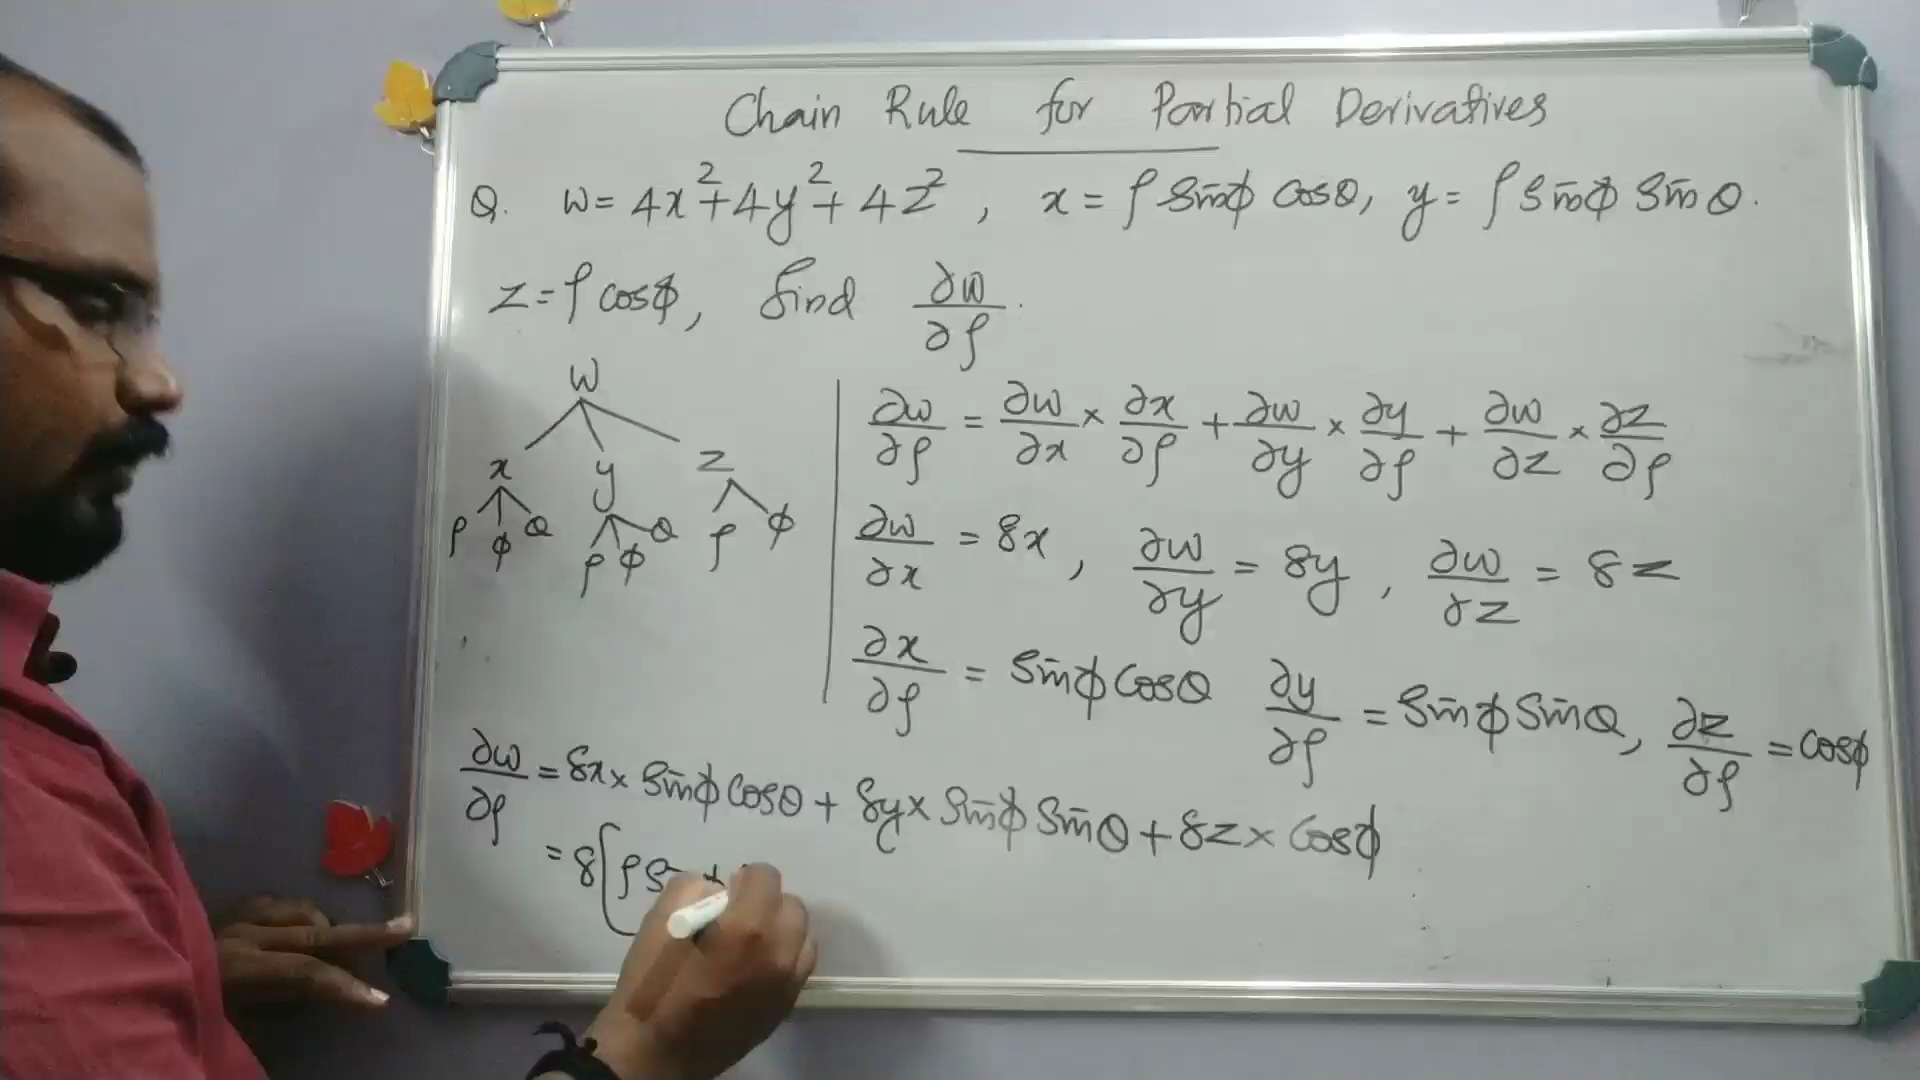 Chain Rule for Partial Derivatives
Q. w = 4x² + 4y² + 4z² , x = ρ sinφ cosθ, y = ρ sinφ sinθ.
z = ρ cosφ, find ∂w/∂ρ.
w
x y z
ρ φ θ ρ φ θ ρ φ
∂w/∂ρ = ∂w/∂x × ∂x/∂ρ + ∂w/∂y × ∂y/∂ρ + ∂w/∂z × ∂z/∂ρ
∂w/∂x = 8x , ∂w/∂y = 8y , ∂w/∂z = 8z
∂x/∂ρ = sinφ cosθ ∂y/∂ρ = sinφ sinθ, ∂z/∂ρ = cosφ
∂w/∂ρ = 8x × sinφ cosθ + 8y × sinφ sinθ + 8z × cosφ
= 8[ρ